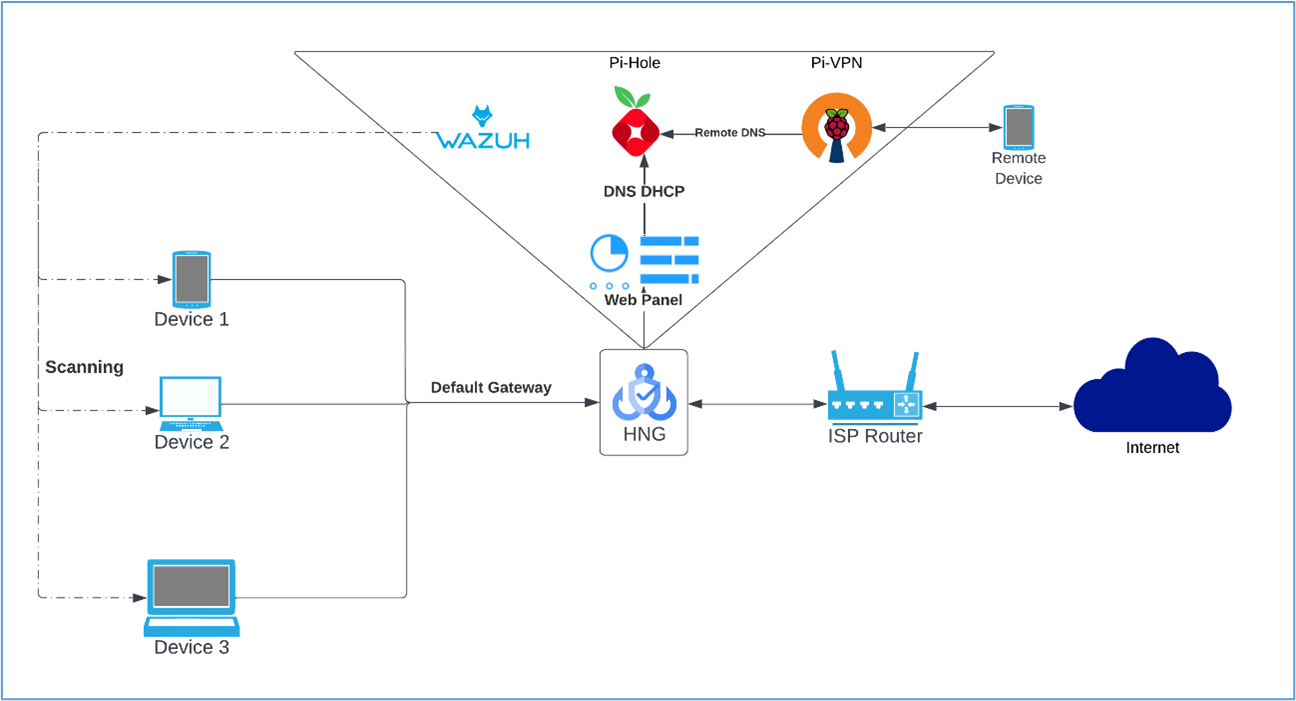 Pi-Hole
Pi-VPN
WAZUH
Remote DNS
Remote
Device
DNS DHCP
Web Panel
Device 1
Scanning
Default Gateway
Device 2
HNG
ISP Router
Internet
Device 3